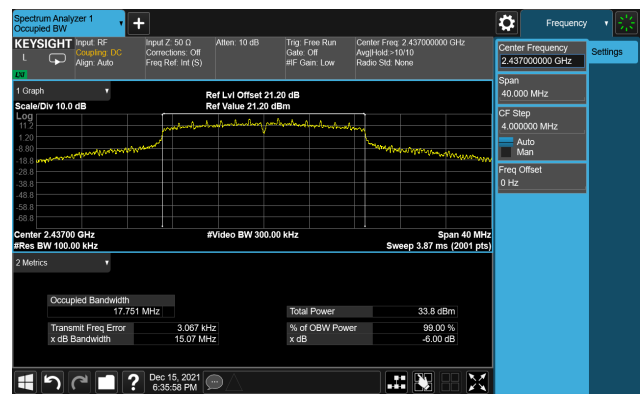 Spectrum Analyzer 1
Occupied BW
Frequency
KEYSIGHT
L
LXI
Input: RF
Coupling: DC
Align: Auto
Input Z: 50 Ω
Corrections: Off
Freq Ref: Int (S)
Atten: 10 dB
Trig: Free Run
Gate: Off
#IF Gain: Low
Center Freq: 2.437000000 GHz
Avg|Hold:>10/10
Radio Std: None
Center Frequency
2.437000000 GHz
Settings
Span
40.000 MHz
CF Step
4.000000 MHz
Auto
Man
Freq Offset
0 Hz
1 Graph
Scale/Div 10.0 dB
Ref Lvl Offset 21.20 dB
Ref Value 21.20 dBm
Log
11.2
1.20
-8.80
-18.8
-28.8
-38.8
-48.8
-58.8
-68.8
Center 2.43700 GHz
#Video BW 300.00 kHz
Span 40 MHz
#Res BW 100.00 kHz
Sweep 3.87 ms (2001 pts)
2 Metrics
Occupied Bandwidth
17.751 MHz
Total Power 33.8 dBm
Transmit Freq Error 3.067 kHz
% of OBW Power 99.00 %
x dB Bandwidth 15.07 MHz
x dB -6.00 dB
?
Dec 15, 2021
6:35:58 PM